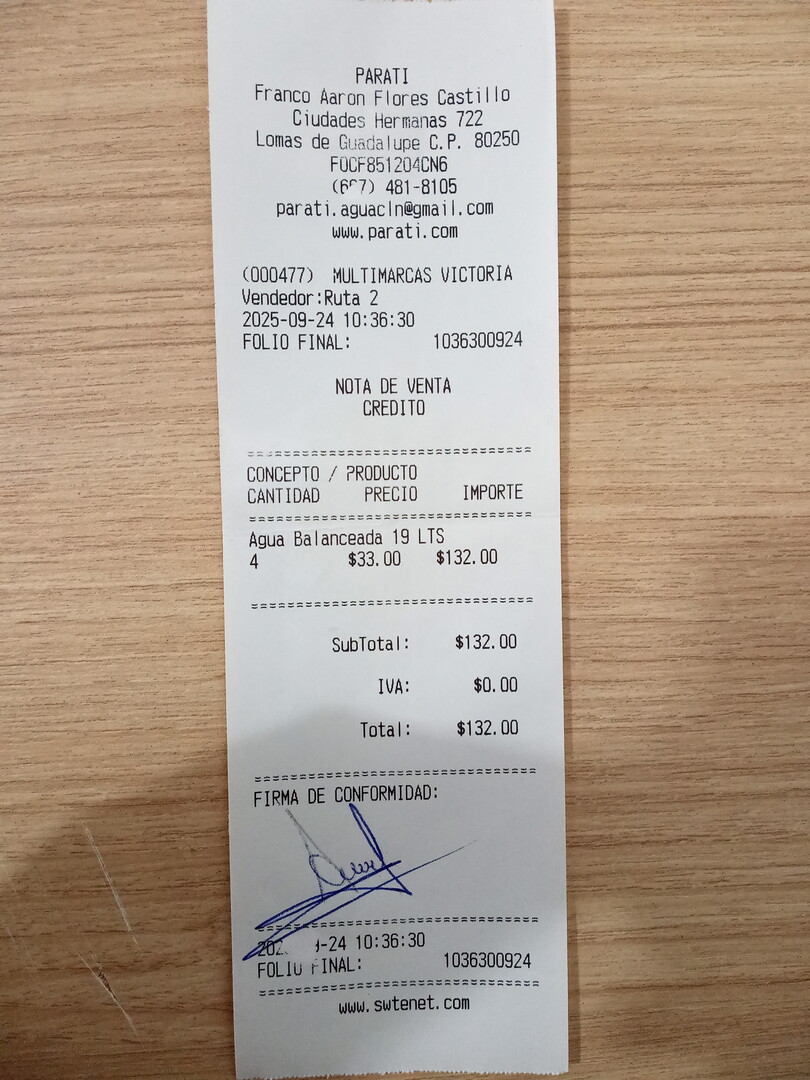 PARATI
Franco Aaron Flores Castillo
Ciudades Hermanas 722
Lomas de Guadalupe C.P. 80250
FOCF851204CN6
481-8105
parati.aguacln@gmail.com
www.parati.com
(000477) MULTIMARCAS VICTORIA
Vendedor:Ruta 2
2025-09-24 10:36:30
FOLIO FINAL: 1036300924
NOTA DE VENTA
CREDITO
CONCEPTO / PRODUCTO
CANTIDAD PRECIO IMPORTE
Agua Balanceada 19 LTS
4 $33.00 $132.00
SubTotal: $132.00
IVA: $0.00
Total: $132.00
FIRMA DE CONFORMIDAD:
10:36:30
FOLIO FINAL: 1036300924
www.swtenet.com